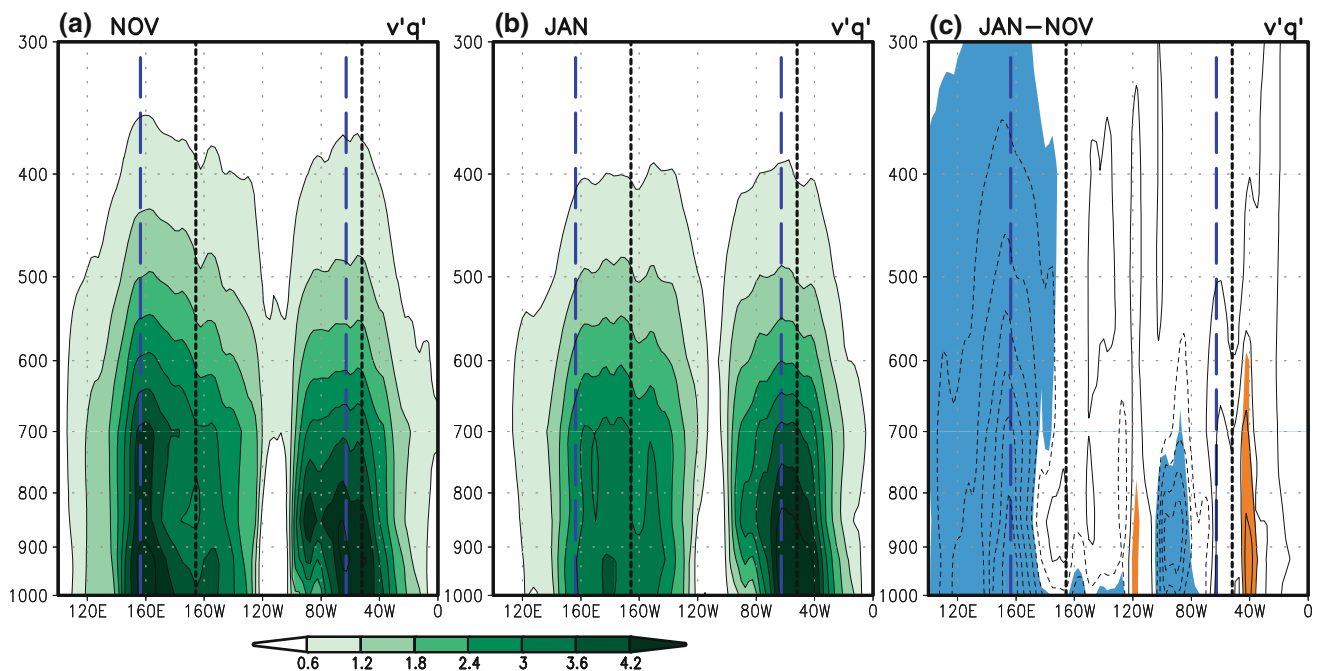 (a) NOV v'q' (b) JAN v'q' (c) JAN−NOV v'q'
300 300 300
400 400 400
500 500 500
600 600 600
700 700 700
800 800 800
900 900 900
1000 1000 1000
120E 160E 160W 120W 80W 40W 0 120E 160E 160W 120W 80W 40W 0 120E 160E 160W 120W 80W 40W 0
0.6 1.2 1.8 2.4 3 3.6 4.2